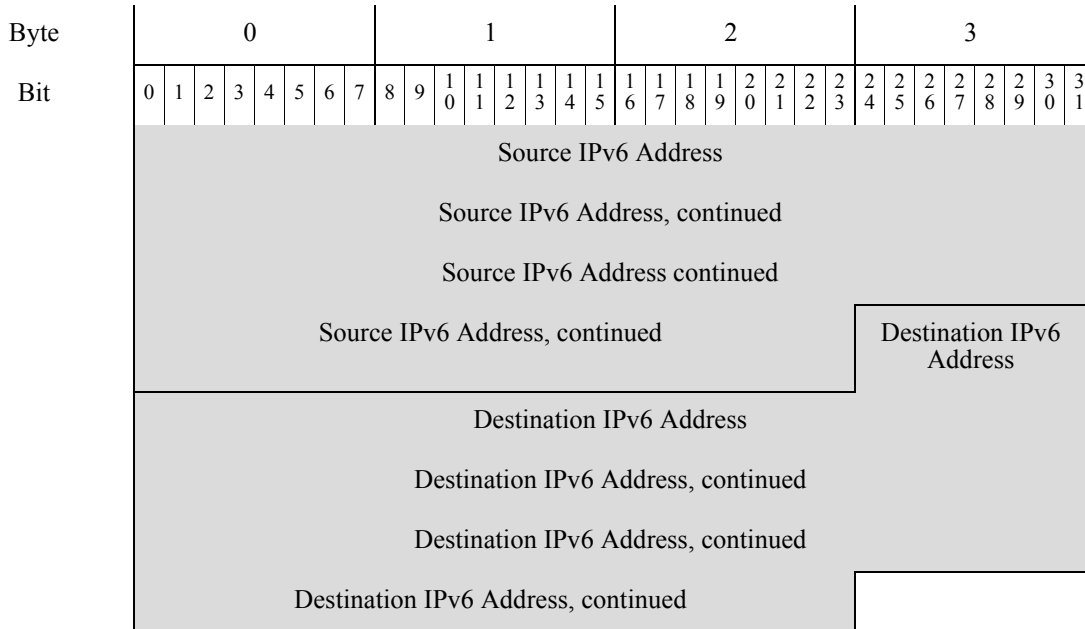 Byte 0 1 2 3
Bit 0 1 2 3 4 5 6 7 8 9 10 11 12 13 14 15 16 17 18 19 20 21 22 23 24 25 26 27 28 29 30 31
Source IPv6 Address
Source IPv6 Address, continued
Source IPv6 Address continued
Source IPv6 Address, continued
Destination IPv6
Address
Destination IPv6 Address
Destination IPv6 Address, continued
Destination IPv6 Address, continued
Destination IPv6 Address, continued